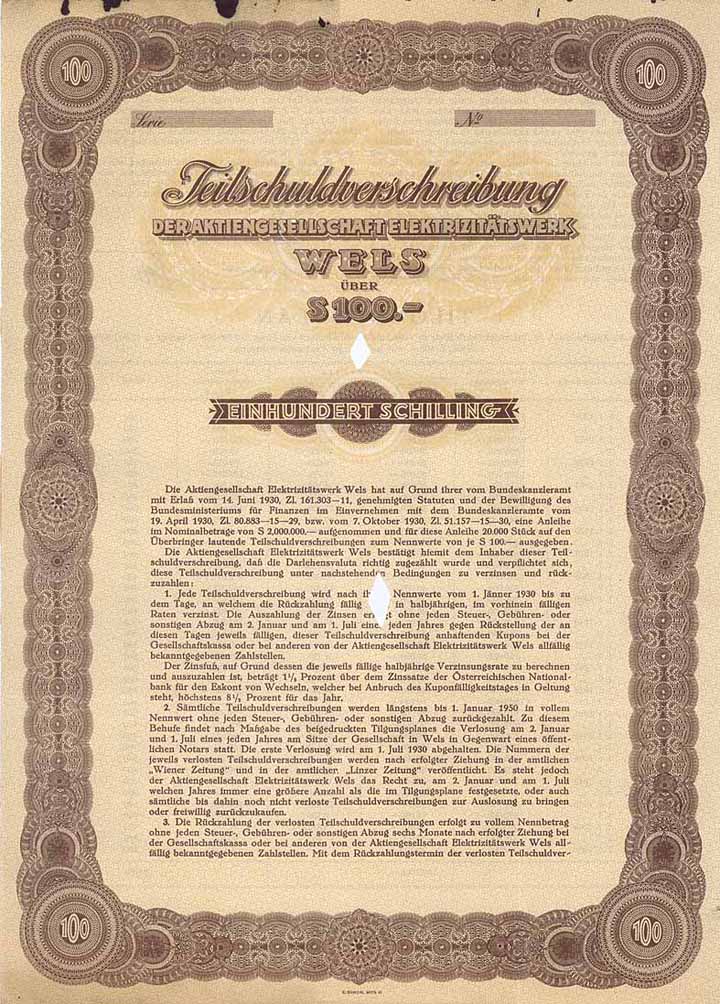 100 100
Serie Nº
Teilschuldverschreibung
DER AKTIENGESELLSCHAFT ELEKTRIZITÄTSWERK
WELS
ÜBER
S 100.-
EINHUNDERT SCHILLING
Die Aktiengesellschaft Elektrizitätswerk Wels hat auf Grund ihrer vom Bundeskanzleramt
mit Erlaß vom 14. Juni 1930, Zl. 161.303—11, genehmigten Statuten und der Bewilligung des
Bundesministeriums für Finanzen im Einvernehmen mit dem Bundeskanzleramte vom
19. April 1930, Zl. 80.883—15—29, bzw. vom 7. Oktober 1930, Zl. 51.157—15—30, eine Anleihe
im Nominalbetrage von S 2,000.000.— aufgenommen und für diese Anleihe 20.000 Stück auf den
Überbringer lautende Teilschuldverschreibungen zum Nennwerte von je S 100.— ausgegeben.
Die Aktiengesellschaft Elektrizitätswerk Wels bestätigt hiemit dem Inhaber dieser Teil-
schuldverschreibung, daß die Darlehensvaluta richtig zugezählt wurde und verpflichtet sich,
diese Teilschuldverschreibung unter nachstehenden Bedingungen zu verzinsen und rück-
zuzahlen:
1. Jede Teilschuldverschreibung wird nach Nennwerte vom 1. Jänner 1930 bis zu
dem Tage, an welchem die Rückzahlung fällig in halbjährigen, im vorhinein fälligen
Raten verzinst. Die Auszahlung der Zinsen erfolgt ohne jeden Steuer-, Gebühren- oder
sonstigen Abzug am 2. Januar und am 1. Juli eines jeden Jahres gegen Rückstellung der an
diesen Tagen jeweils fälligen, dieser Teilschuldverschreibung anhaftenden Kupons bei der
Gesellschaftskassa oder bei anderen von der Aktiengesellschaft Elektrizitätswerk Wels allfällig
bekanntgegebenen Zahlstellen.
Der Zinsfuß, auf Grund dessen die jeweils fällige halbjährige Verzinsungsrate zu berechnen
und auszuzahlen ist, beträgt Prozent über dem Zinssatze der Österreichischen National-
bank für den Eskont von Wechseln, welcher bei Anbruch des Kuponfälligkeitstages in Geltung
steht, höchstens Prozent für das Jahr.
2. Sämtliche Teilschuldverschreibungen werden längstens bis 1. Januar 1950 in vollem
Nennwert ohne jeden Steuer-, Gebühren- oder sonstigen Abzug zurückgezahlt. Zu diesem
Behufe findet nach Maßgabe des beigedruckten Tilgungsplanes die Verlosung am 2. Januar
und 1. Juli eines jeden Jahres am Sitze der Gesellschaft in Wels in Gegenwart eines öffent-
lichen Notars statt. Die erste Verlosung wird am 1. Juli 1930 abgehalten. Die Nummern der
jeweils verlosten Teilschuldverschreibungen werden nach erfolgter Ziehung in der amtlichen
„Wiener Zeitung" und in der amtlichen „Linzer Zeitung" veröffentlicht. Es steht jedoch
der Aktiengesellschaft Elektrizitätswerk Wels das Recht zu, am 2. Januar und am 1. Juli
welchen Jahres immer eine größere Anzahl als die im Tilgungsplane festgesetzte, oder auch
sämtliche bis dahin noch nicht verloste Teilschuldverschreibungen zur Auslosung zu bringen
oder freiwillig zurückzukaufen.
3. Die Rückzahlung der verlosten Teilschuldverschreibungen erfolgt zu vollem Nennbetrag
ohne jeden Steuer-, Gebühren- oder sonstigen Abzug sechs Monate nach erfolgter Ziehung bei
der Gesellschaftskassa oder bei anderen von der Aktiengesellschaft Elektrizitätswerk Wels all-
fällig bekanntgegebenen Zahlstellen. Mit dem Rückzahlungstermin der verlosten Teilschuldver-
100 100